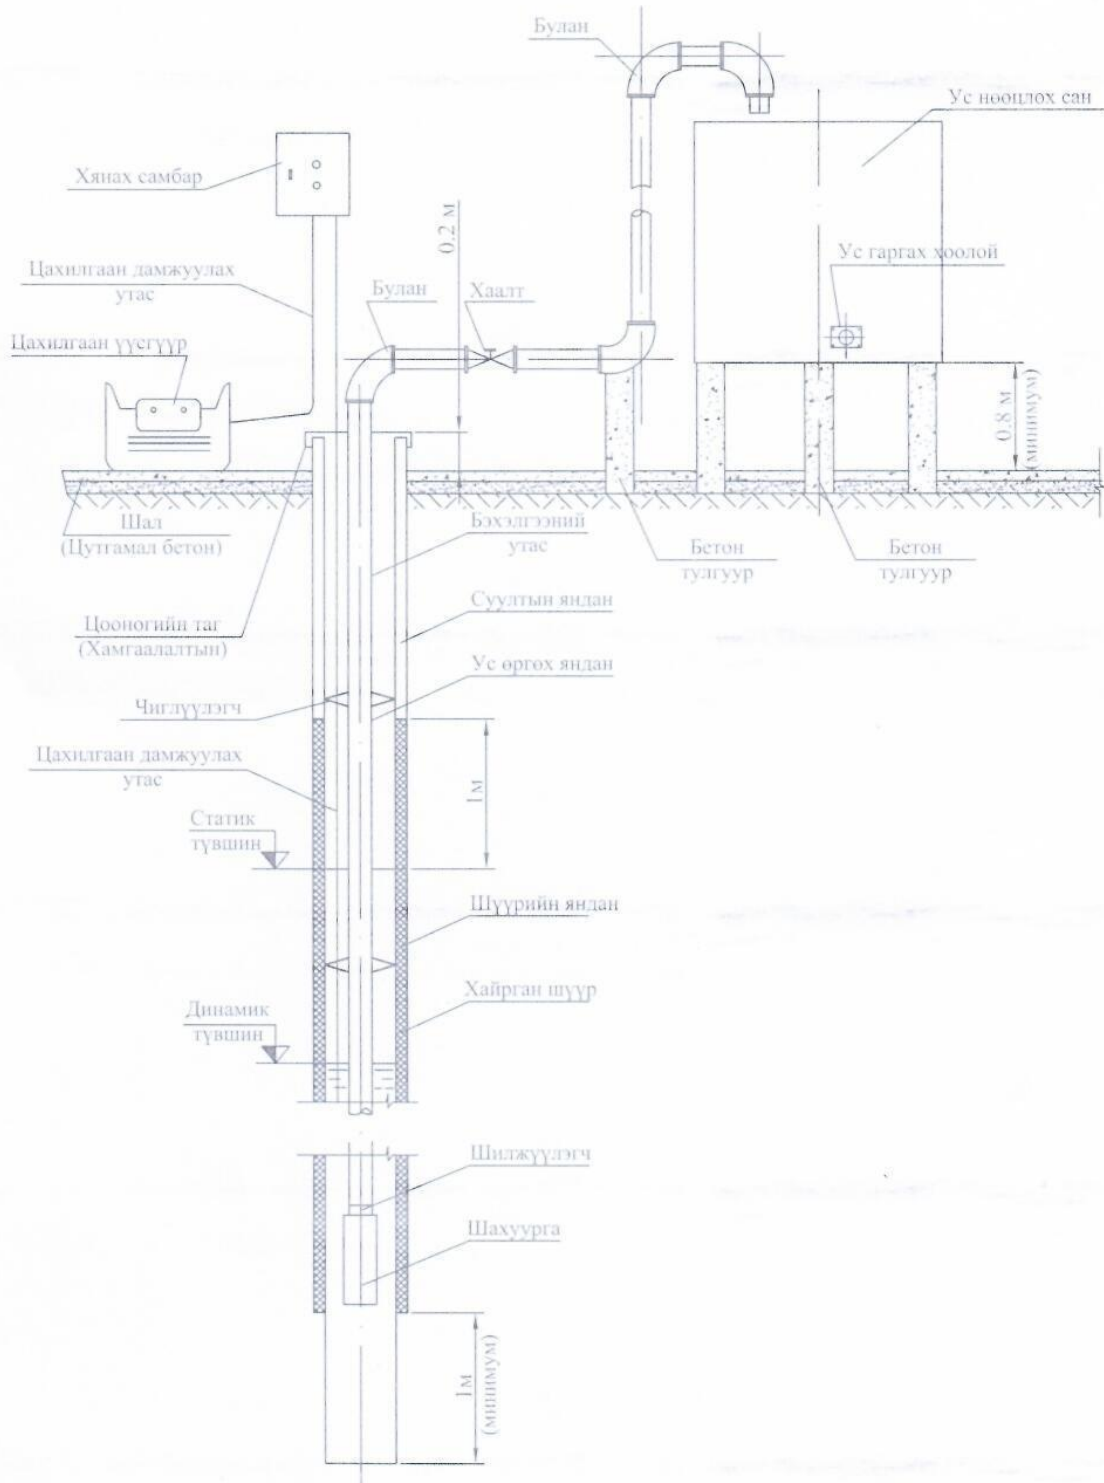 Булан
Ус нөөцлох сан
Хянах самбар
0.2 м
Ус гаргах хоолой
Цахилгаан дамжуулах
утас
Булан
Хаалт
Цахилгаан үүсгүүр
0.8 м
(минимум)
Шал
(Цутгамал бетон)
Бэхэлгээний
утас
Бетон
тулгуур
Бетон
тулгуур
Суултын яндан
Цооногийн таг
(Хамгаалалтын)
Ус өргөх яндан
Чиглүүлэгч
Цахилгаан дамжуулах
утас
1м
Статик
түвшин
Шүүрийн яндан
Хайрган шүүр
Динамик
түвшин
Шилжүүлэгч
Шахуурга
1м
(минимум)